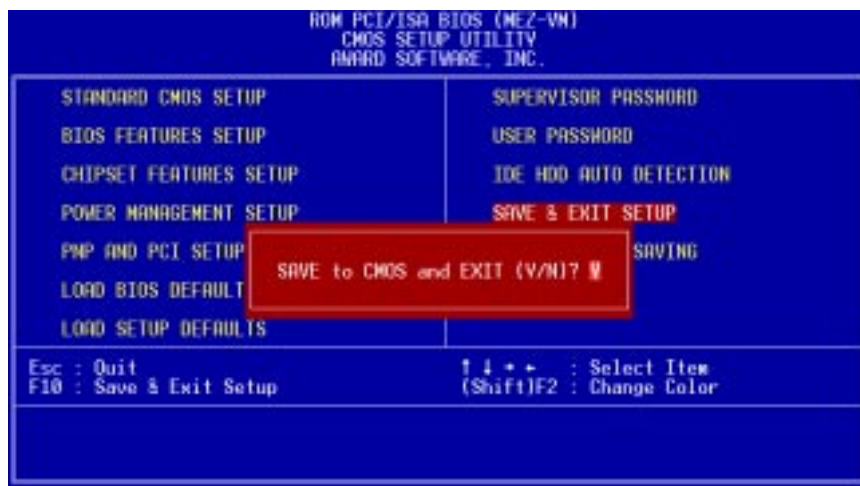 ROM PCI/ISA BIOS (MEZ-VM)
CMOS SETUP UTILITY
AWARD SOFTWARE, INC.
STANDARD CMOS SETUP
SUPERVISOR PASSWORD
BIOS FEATURES SETUP
USER PASSWORD
CHIPSET FEATURES SETUP
IDE HDD AUTO DETECTION
POWER MANAGEMENT SETUP
SAVE & EXIT SETUP
PNP AND PCI SETUP
SAVING
SAVE to CMOS and EXIT (Y/N)? Y
LOAD BIOS DEFAULT
LOAD SETUP DEFAULTS
Esc : Quit
↑ ↓ → ← : Select Item
F10 : Save & Exit Setup
(Shift)F2 : Change Color